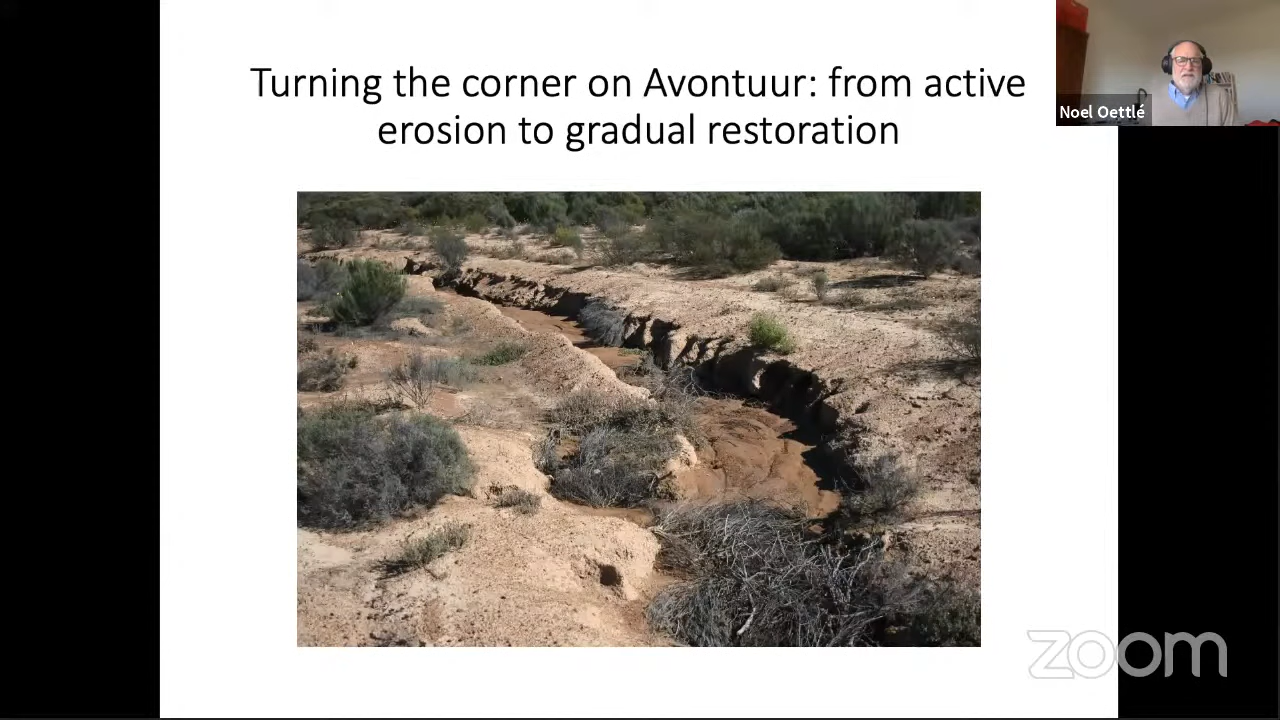 Turning the corner on Avontuur: from active
erosion to gradual restoration
Noel Oettlé
zoom